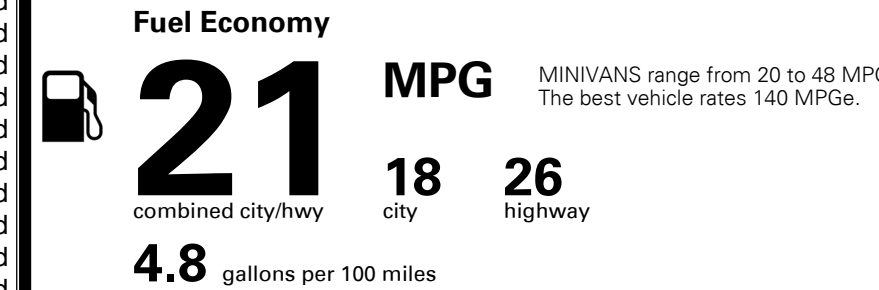 Fuel Economy
21
MPG
MINIVANS range from 20 to 48
The best vehicle rates 140 MPGe.
18
26
combined city/hwy
city
highway
4.8 gallons per 100 miles